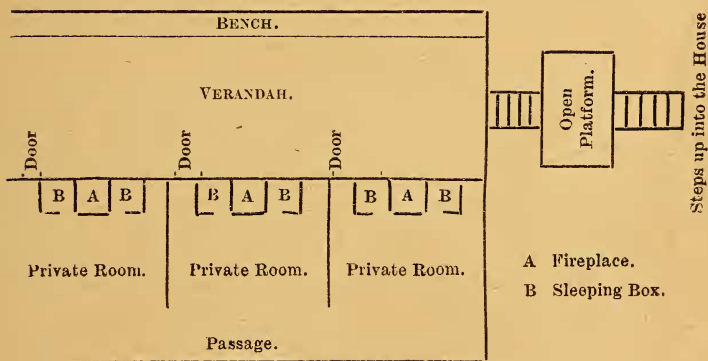 BENCH.
VERANDAH.
Door
Door
Door
Open
Platform.
Steps up into the House
B A B
B A B
B A B
Private Room.
Private Room.
Private Room.
A Fireplace.
B Sleeping Box.
Passage.